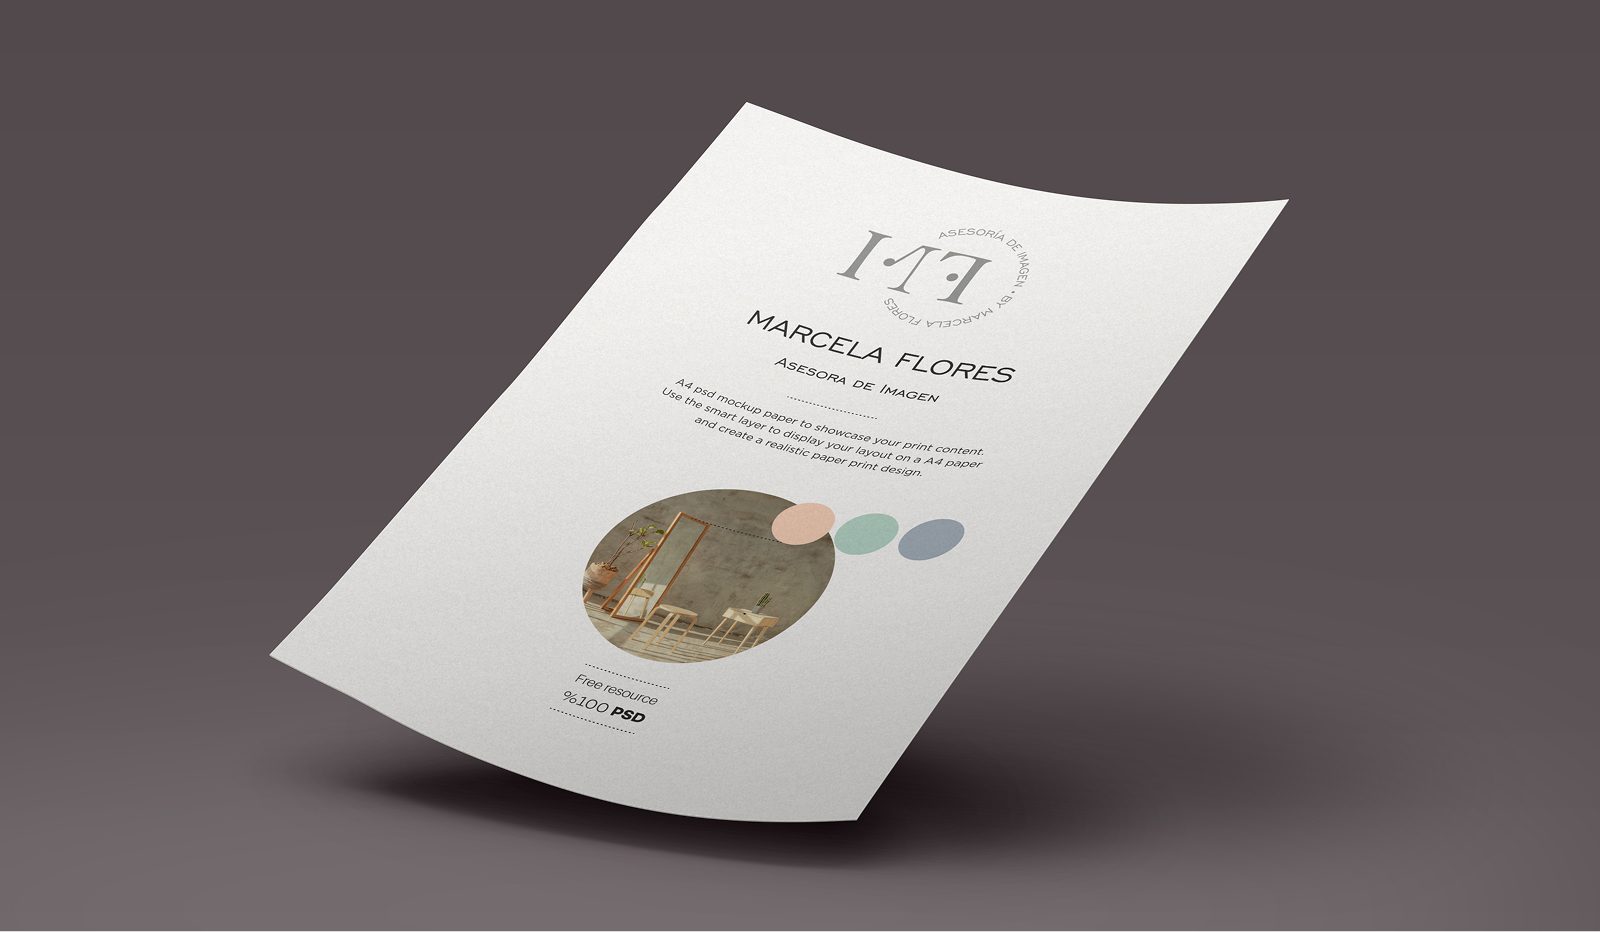 MF
ASESORÍA DE IMAGEN • BY MARCELA FLORES
MARCELA FLORES
ASESORA DE IMAGEN
A4 psd mockup paper to showcase your print content.
Use the smart layer to display your layout on a A4 paper
and create a realistic paper print design.
Free resource
%100 PSD